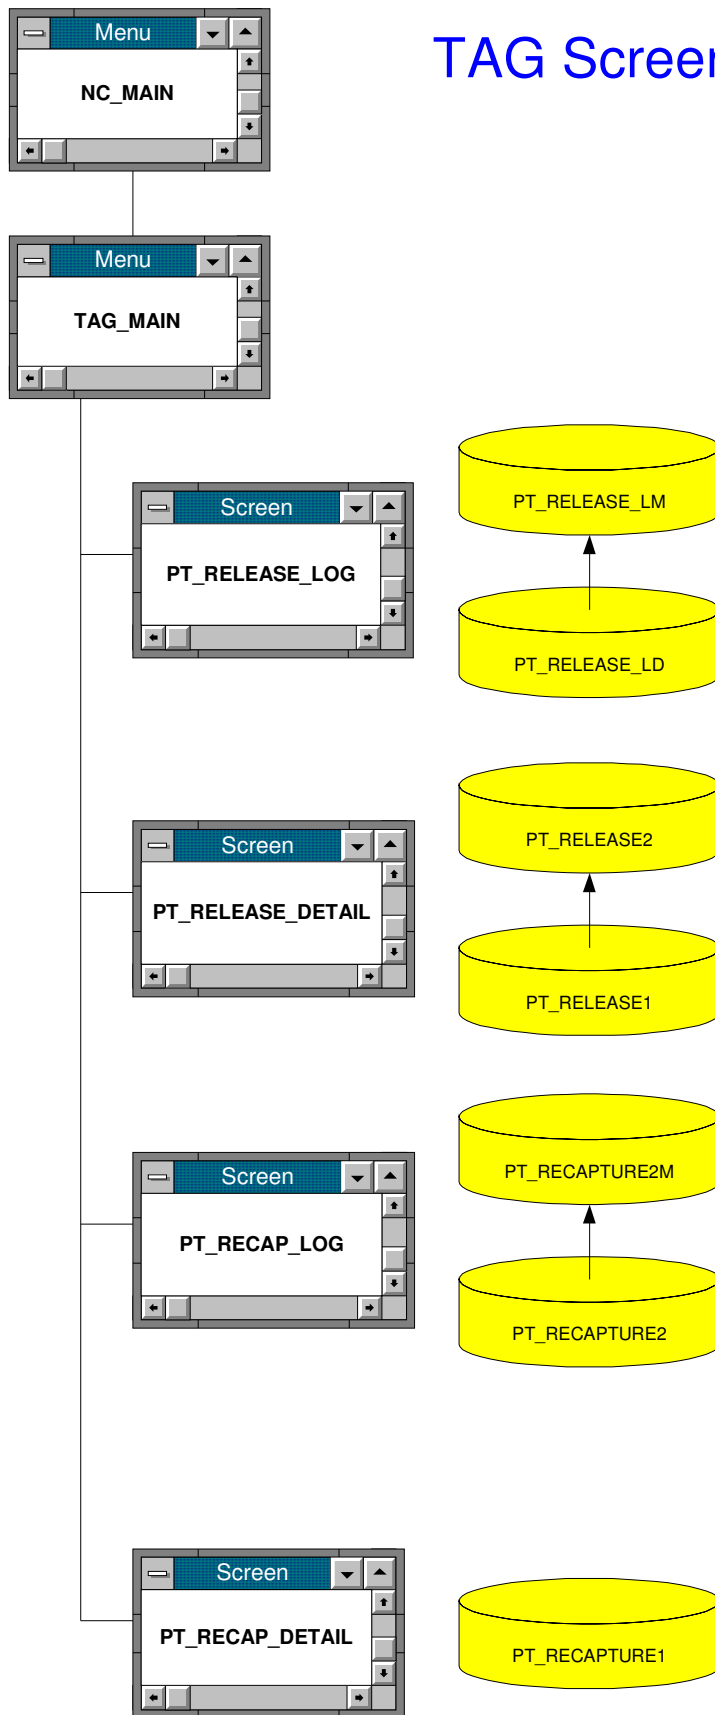 Menu
TAG Screen
NC_MAIN
Menu
TAG_MAIN
Screen
PT_RELEASE_LOG
PT_RELEASE_LM
PT_RELEASE_LD
Screen
PT_RELEASE_DETAIL
PT_RELEASE2
PT_RELEASE1
Screen
PT_RECAP_LOG
PT_RECAPTURE2M
PT_RECAPTURE2
Screen
PT_RECAP_DETAIL
PT_RECAPTURE1